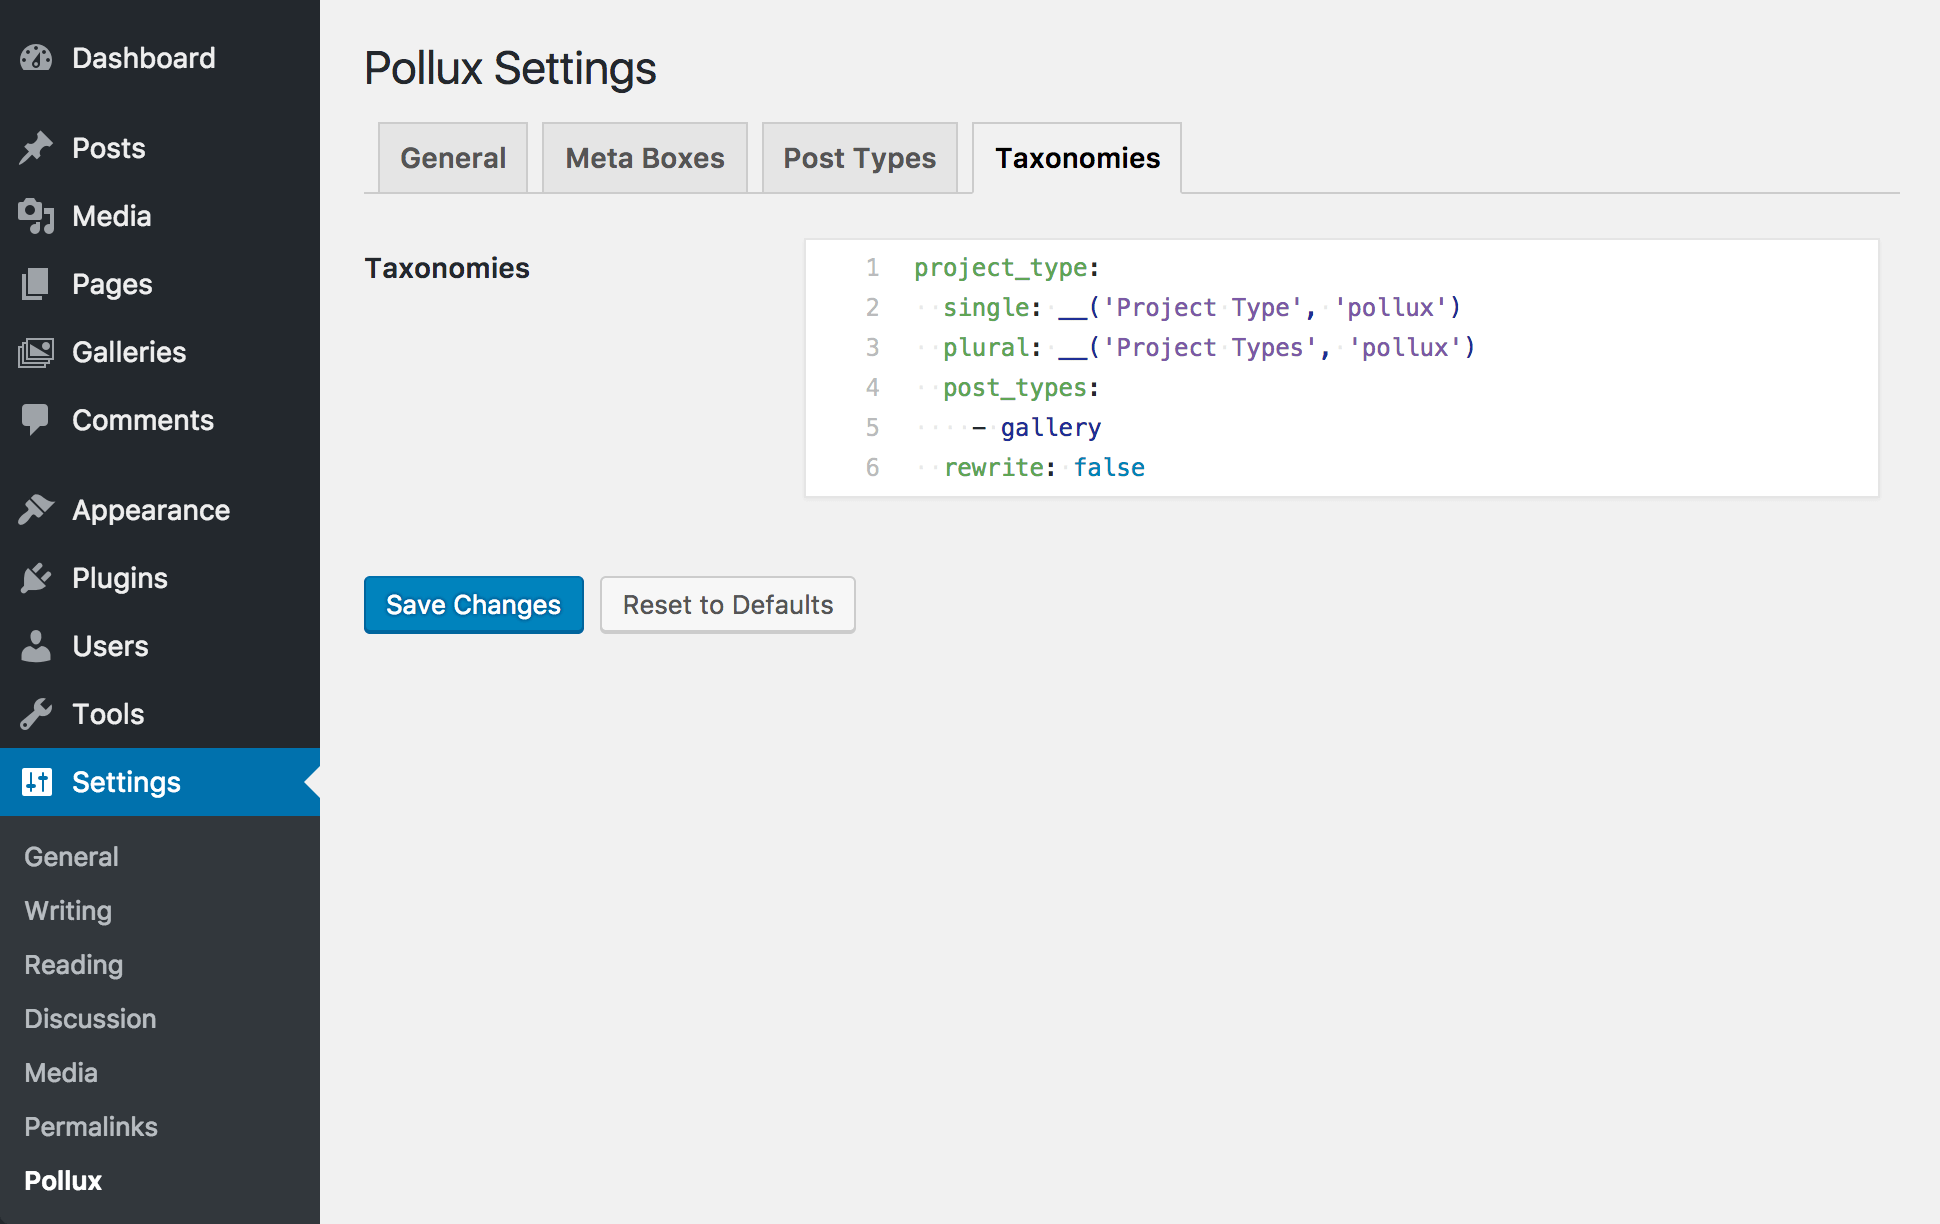 Dashboard
Posts
Media
Pages
Galleries
Comments
Appearance
Plugins
Users
Tools
Settings
General
Writing
Reading
Discussion
Media
Permalinks
Pollux
Pollux Settings
General Meta Boxes Post Types Taxonomies
Taxonomies
1 project_type:
2   single: __('Project Type', 'pollux')
3   plural: __('Project Types', 'pollux')
4   post_types:
5     - gallery
6   rewrite: false
Save Changes Reset to Defaults